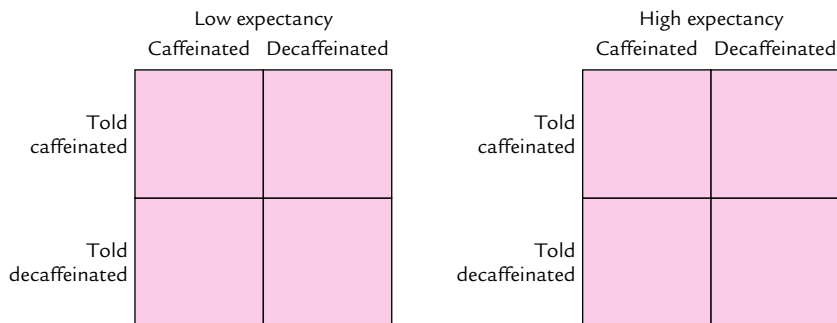 Low expectancy
Caffeinated Decaffeinated
Told
caffeinated
Told
decaffeinated
High expectancy
Caffeinated Decaffeinated
Told
caffeinated
Told
decaffeinated